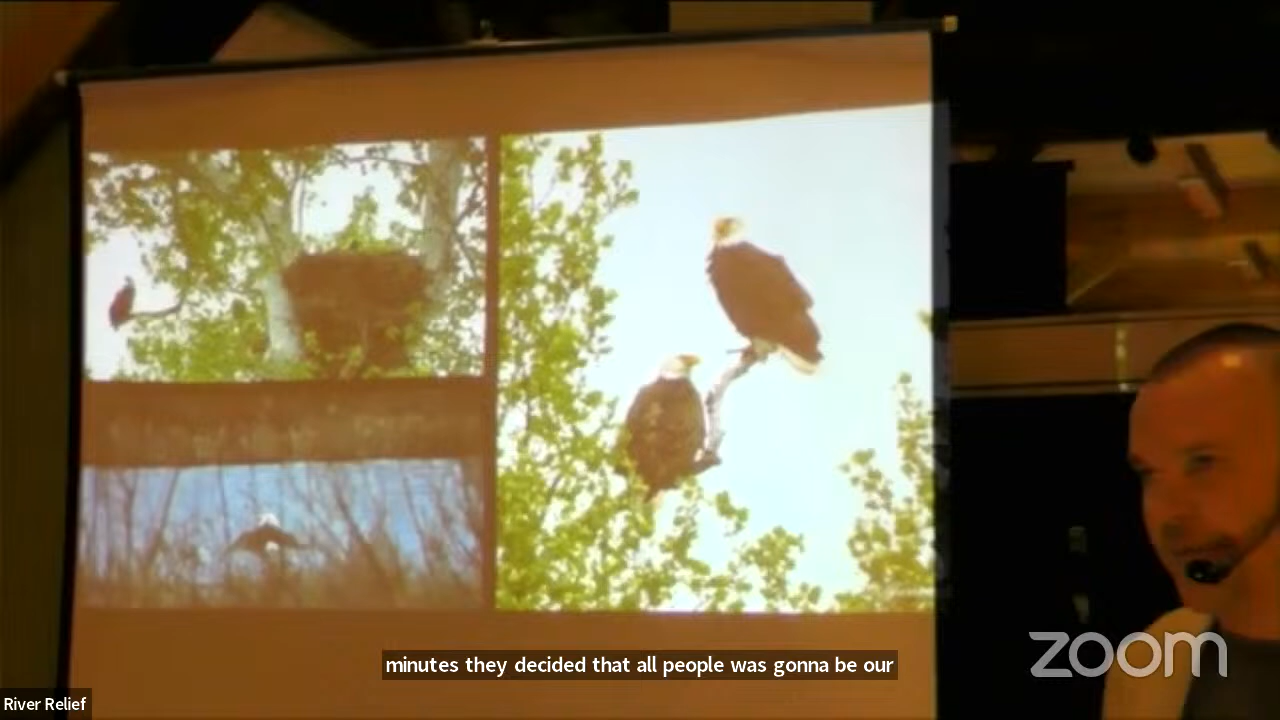 minutes they decided that all people was gonna be our
zoom
River Relief